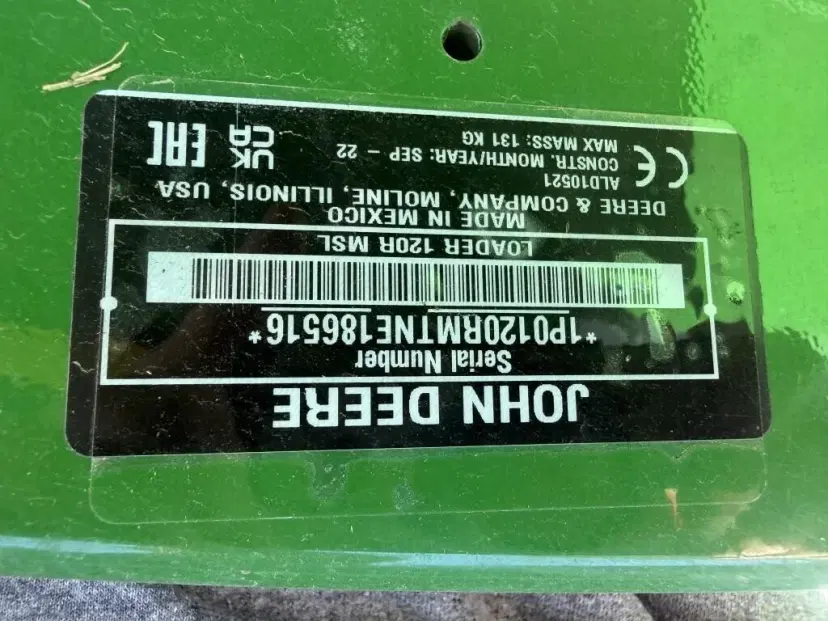 JOHN DEERE
Serial Number
*1P0120RMTNE186516*
LOADER 120R MSL
MADE IN MEXICO
DEERE & COMPANY, MOLINE, ILLINOIS, USA
ALD10521
CONSTR. MONTH/YEAR: SEP - 22
MAX MASS: 131 KG
CE
UK
CA
EAC